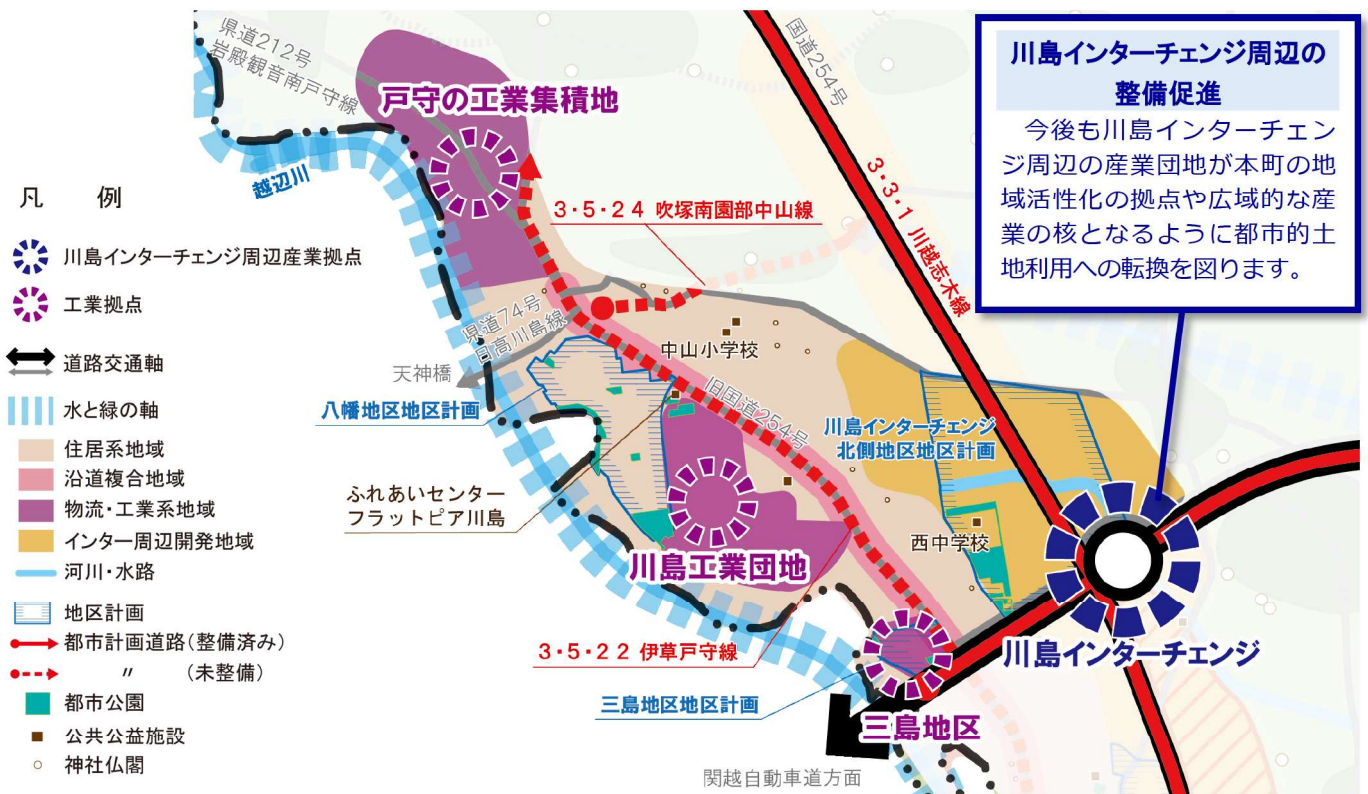 県道212号
岩殿観音南戸守線
戸守の工業集積地
国道254号
川島インターチェンジ周辺の
整備促進
今後も川島インターチェン
ジ周辺の産業団地が本町の地
域活性化の拠点や広域的な産
業の核となるように都市的土
地利用への転換を図ります。
越辺川
3・3・1 川越志木線
3・5・24 吹塚南園部中山線
凡 例
川島インターチェンジ周辺産業拠点
工業拠点
道路交通軸
水と緑の軸
住居系地域
沿道複合地域
物流・工業系地域
インター周辺開発地域
河川・水路
地区計画
都市計画道路(整備済み)
〃 (未整備)
都市公園
公共公益施設
神社仏閣
県道74号
日高川島線
天神橋
中山小学校
八幡地区地区計画
旧国道254号
川島インターチェンジ
北側地区地区計画
ふれあいセンター
フラットピア川島
西中学校
川島工業団地
3・5・22 伊草戸守線
川島インターチェンジ
三島地区地区計画
三島地区
関越自動車道方面